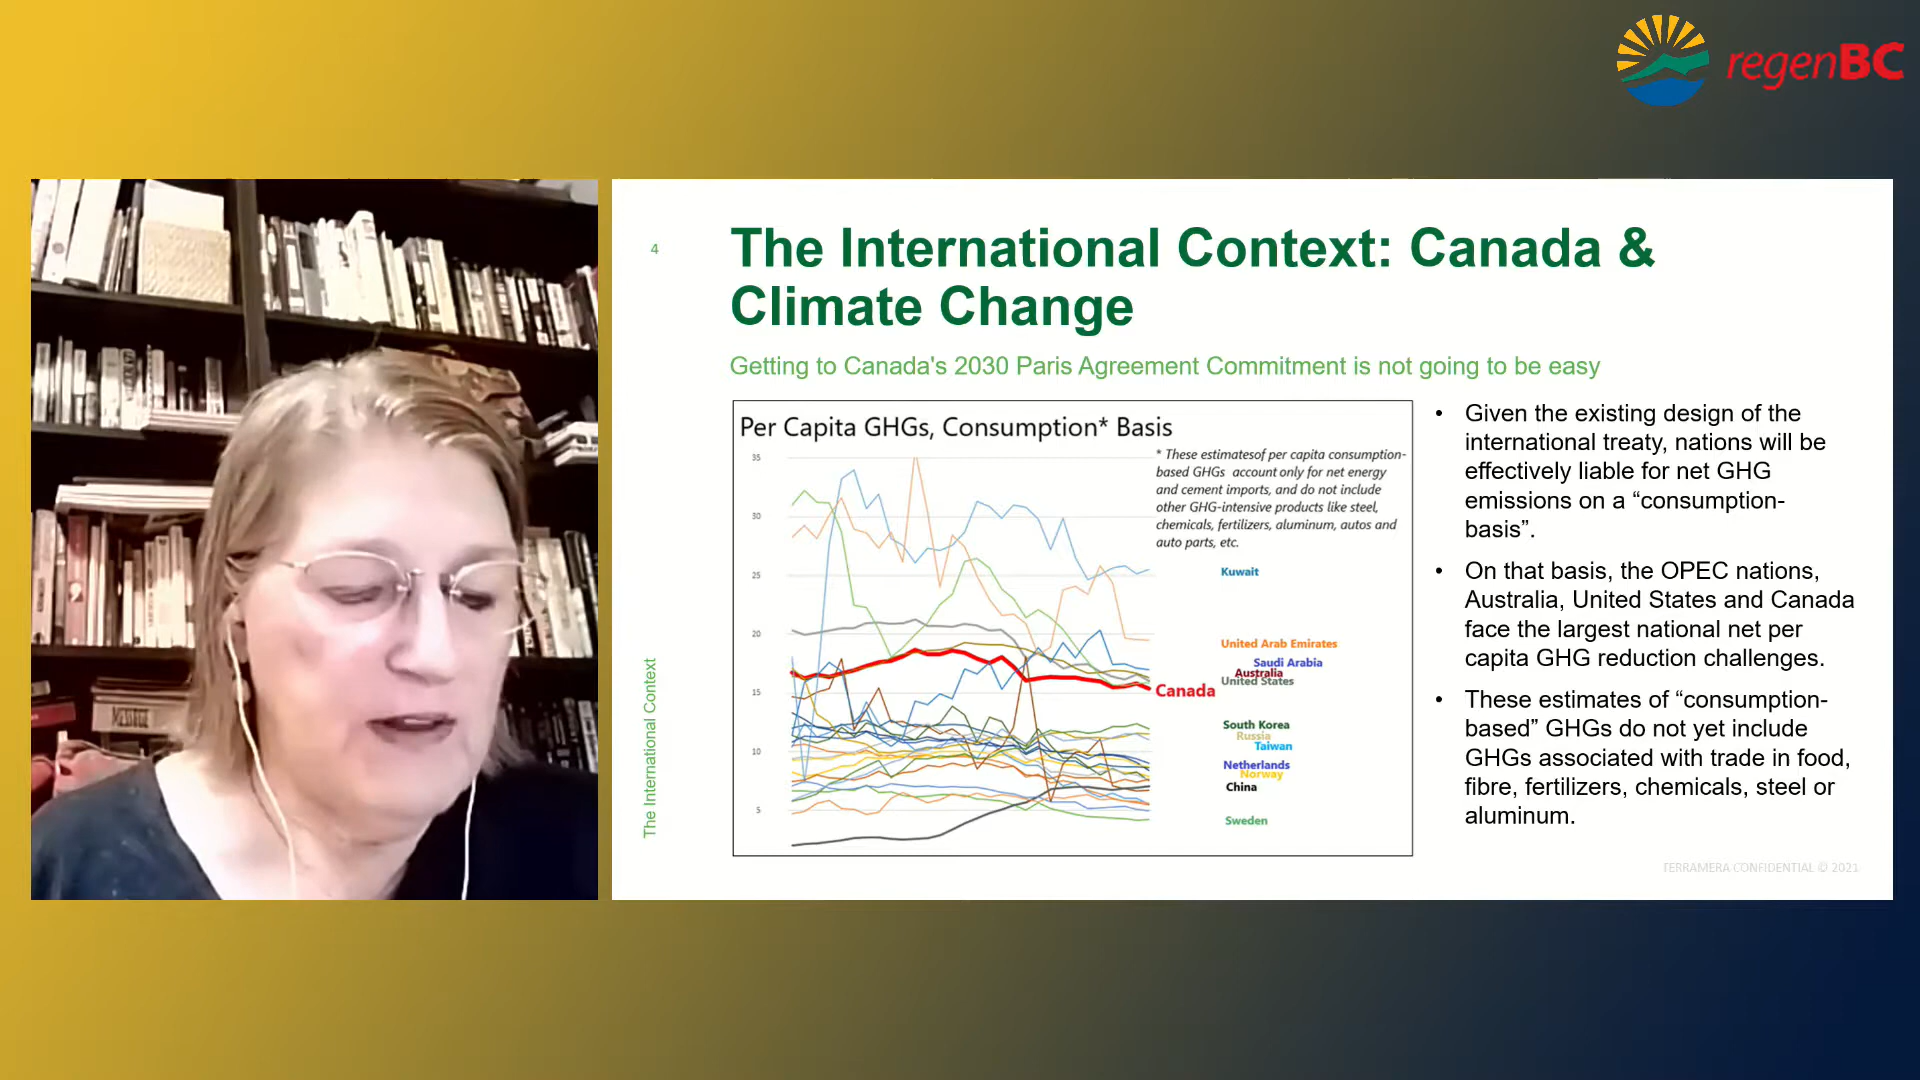 regenBC
4
The International Context: Canada &
Climate Change
Getting to Canada's 2030 Paris Agreement Commitment is not going to be easy
The International Context
Per Capita GHGs, Consumption* Basis
* These estimatesof per capita consumption-
based GHGs account only for net energy
and cement imports, and do not include
other GHG-intensive products like steel,
chemicals, fertilizers, aluminum, autos and
auto parts, etc.
35
30
25
20
15
10
5
Kuwait
United Arab Emirates
Saudi Arabia
Australia
United States
Canada
South Korea
Russia
Taiwan
Netherlands
Norway
China
Sweden
• Given the existing design of the
international treaty, nations will be
effectively liable for net GHG
emissions on a “consumption-
basis”.
• On that basis, the OPEC nations,
Australia, United States and Canada
face the largest national net per
capita GHG reduction challenges.
• These estimates of “consumption-
based” GHGs do not yet include
GHGs associated with trade in food,
fibre, fertilizers, chemicals, steel or
aluminum.
TERRAMERA CONFIDENTIAL © 2021